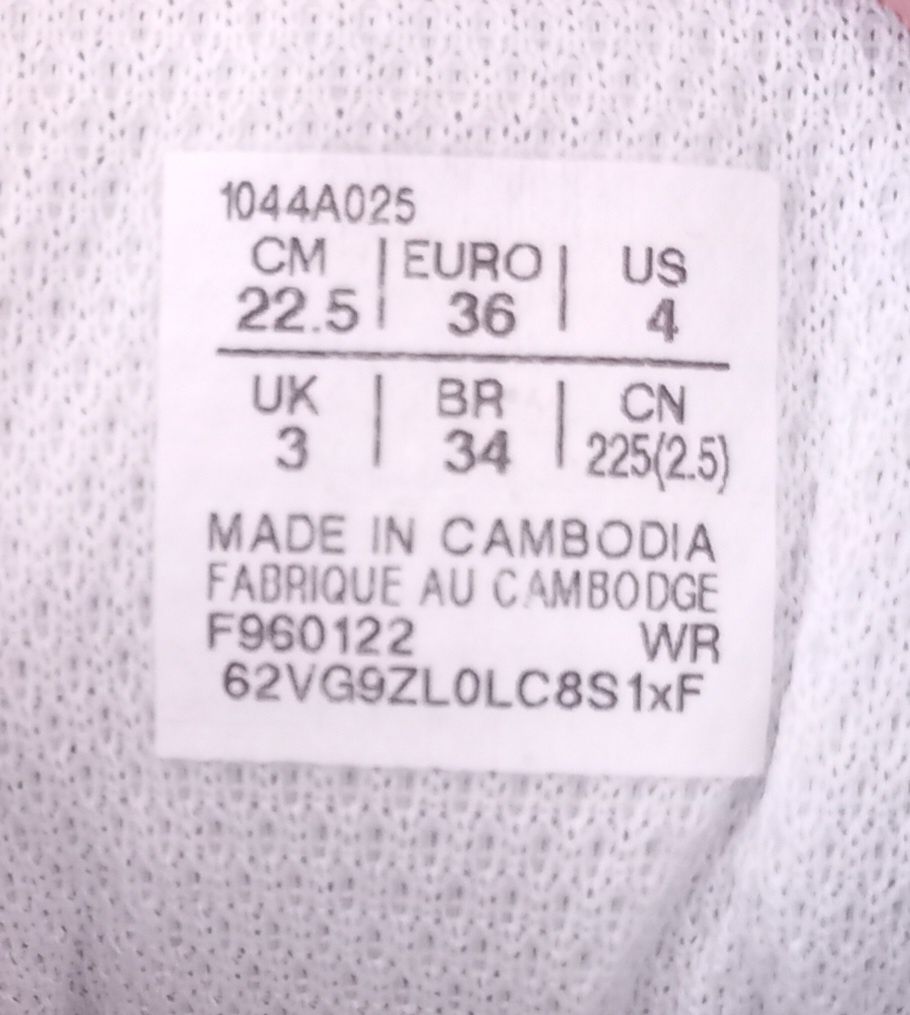 1044A025
CM | EURO | US
22.5 | 36 | 4
UK | BR | CN
3 | 34 | 225(2.5)
MADE IN CAMBODIA
FABRIQUE AU CAMBODGE
F960122 WR
62VG9ZL0LC8S1xF